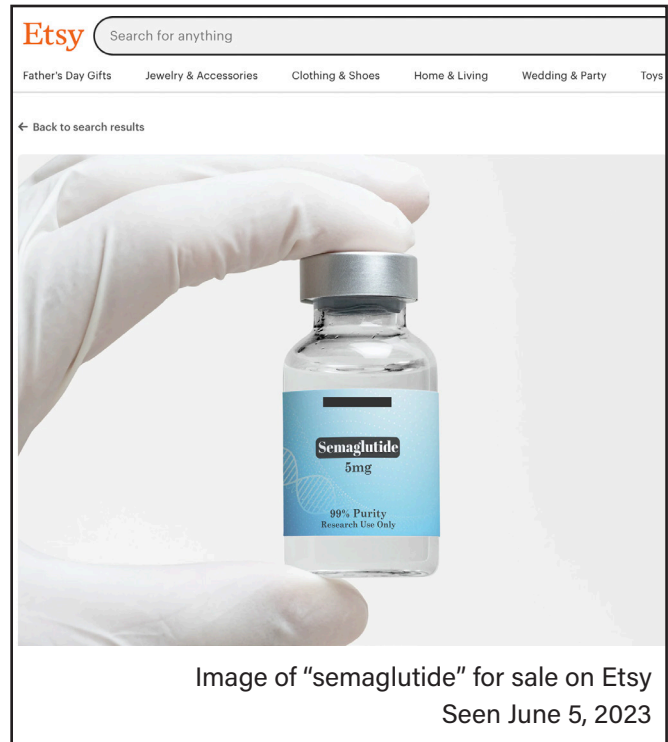 Etsy
Search for anything
Father's Day Gifts Jewelry & Accessories Clothing & Shoes Home & Living Wedding & Party Toys
← Back to search results
Semaglutide
5mg
99% Purity
Research Use Only
Image of “semaglutide” for sale on Etsy
Seen June 5, 2023